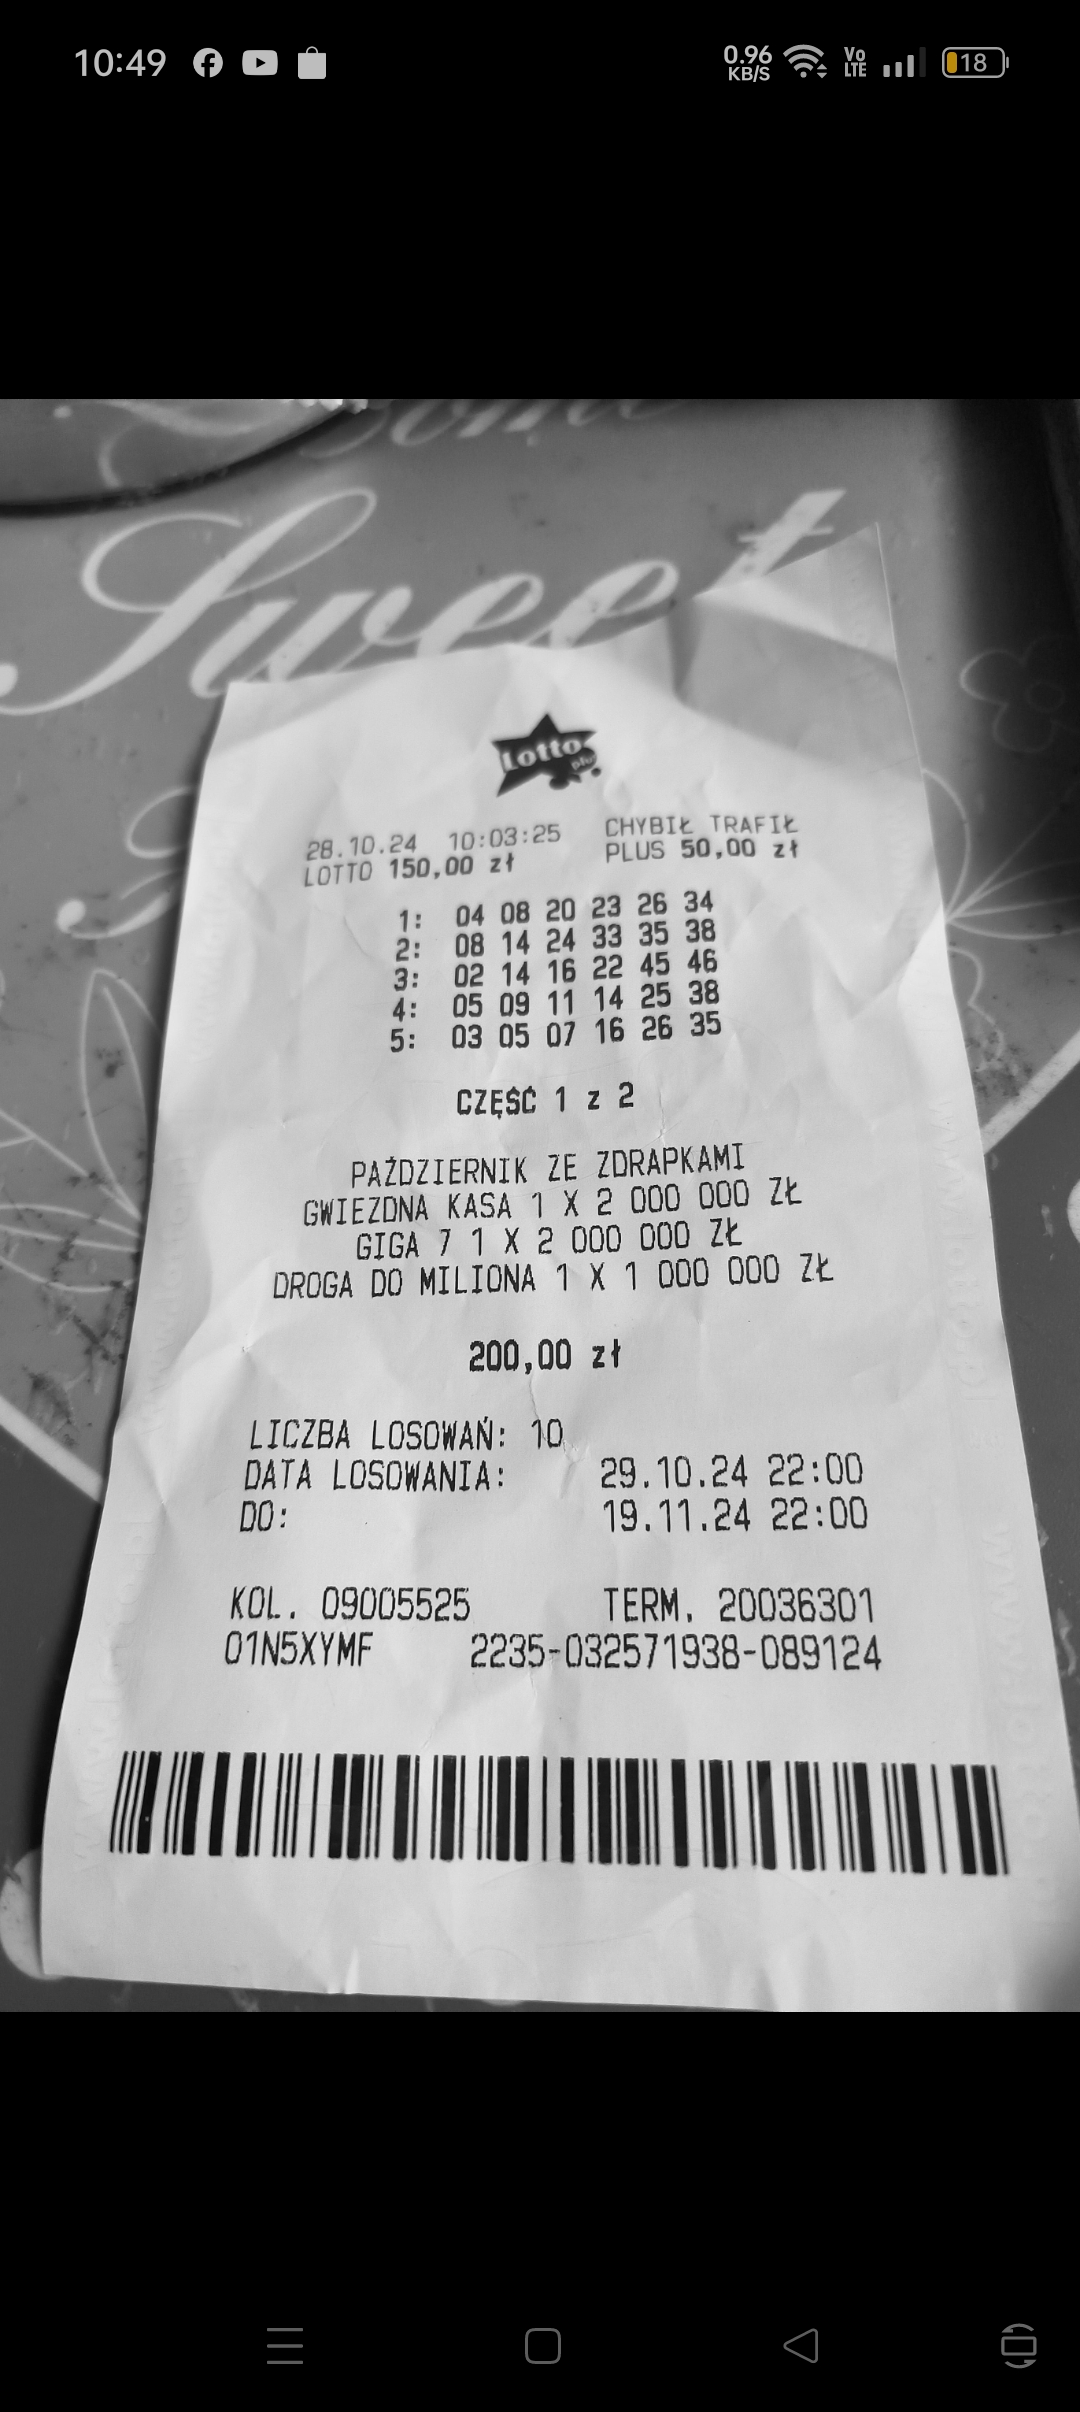 10:49
0.96 KB/S
Vo LTE
18
Sweet
Lotto
plus
28.10.24 10:03:25 CHYBIŁ TRAFIŁ
LOTTO 150,00 zł PLUS 50,00 zł
1: 04 08 20 23 26 34
2: 08 14 24 33 35 38
3: 02 14 16 22 45 46
4: 05 09 11 14 25 38
5: 03 05 07 16 26 35
CZĘŚĆ 1 z 2
PAŹDZIERNIK ZE ZDRAPKAMI
GWIEZDNA KASA 1 X 2 000 000 ZŁ
GIGA 7 1 X 2 000 000 ZŁ
DROGA DO MILIONA 1 X 1 000 000 ZŁ
200,00 zł
LICZBA LOSOWAŃ: 10
DATA LOSOWANIA: 29.10.24 22:00
DO: 19.11.24 22:00
KOL. 09005525 TERM. 20036301
01N5XYMF 2235-032571938-089124